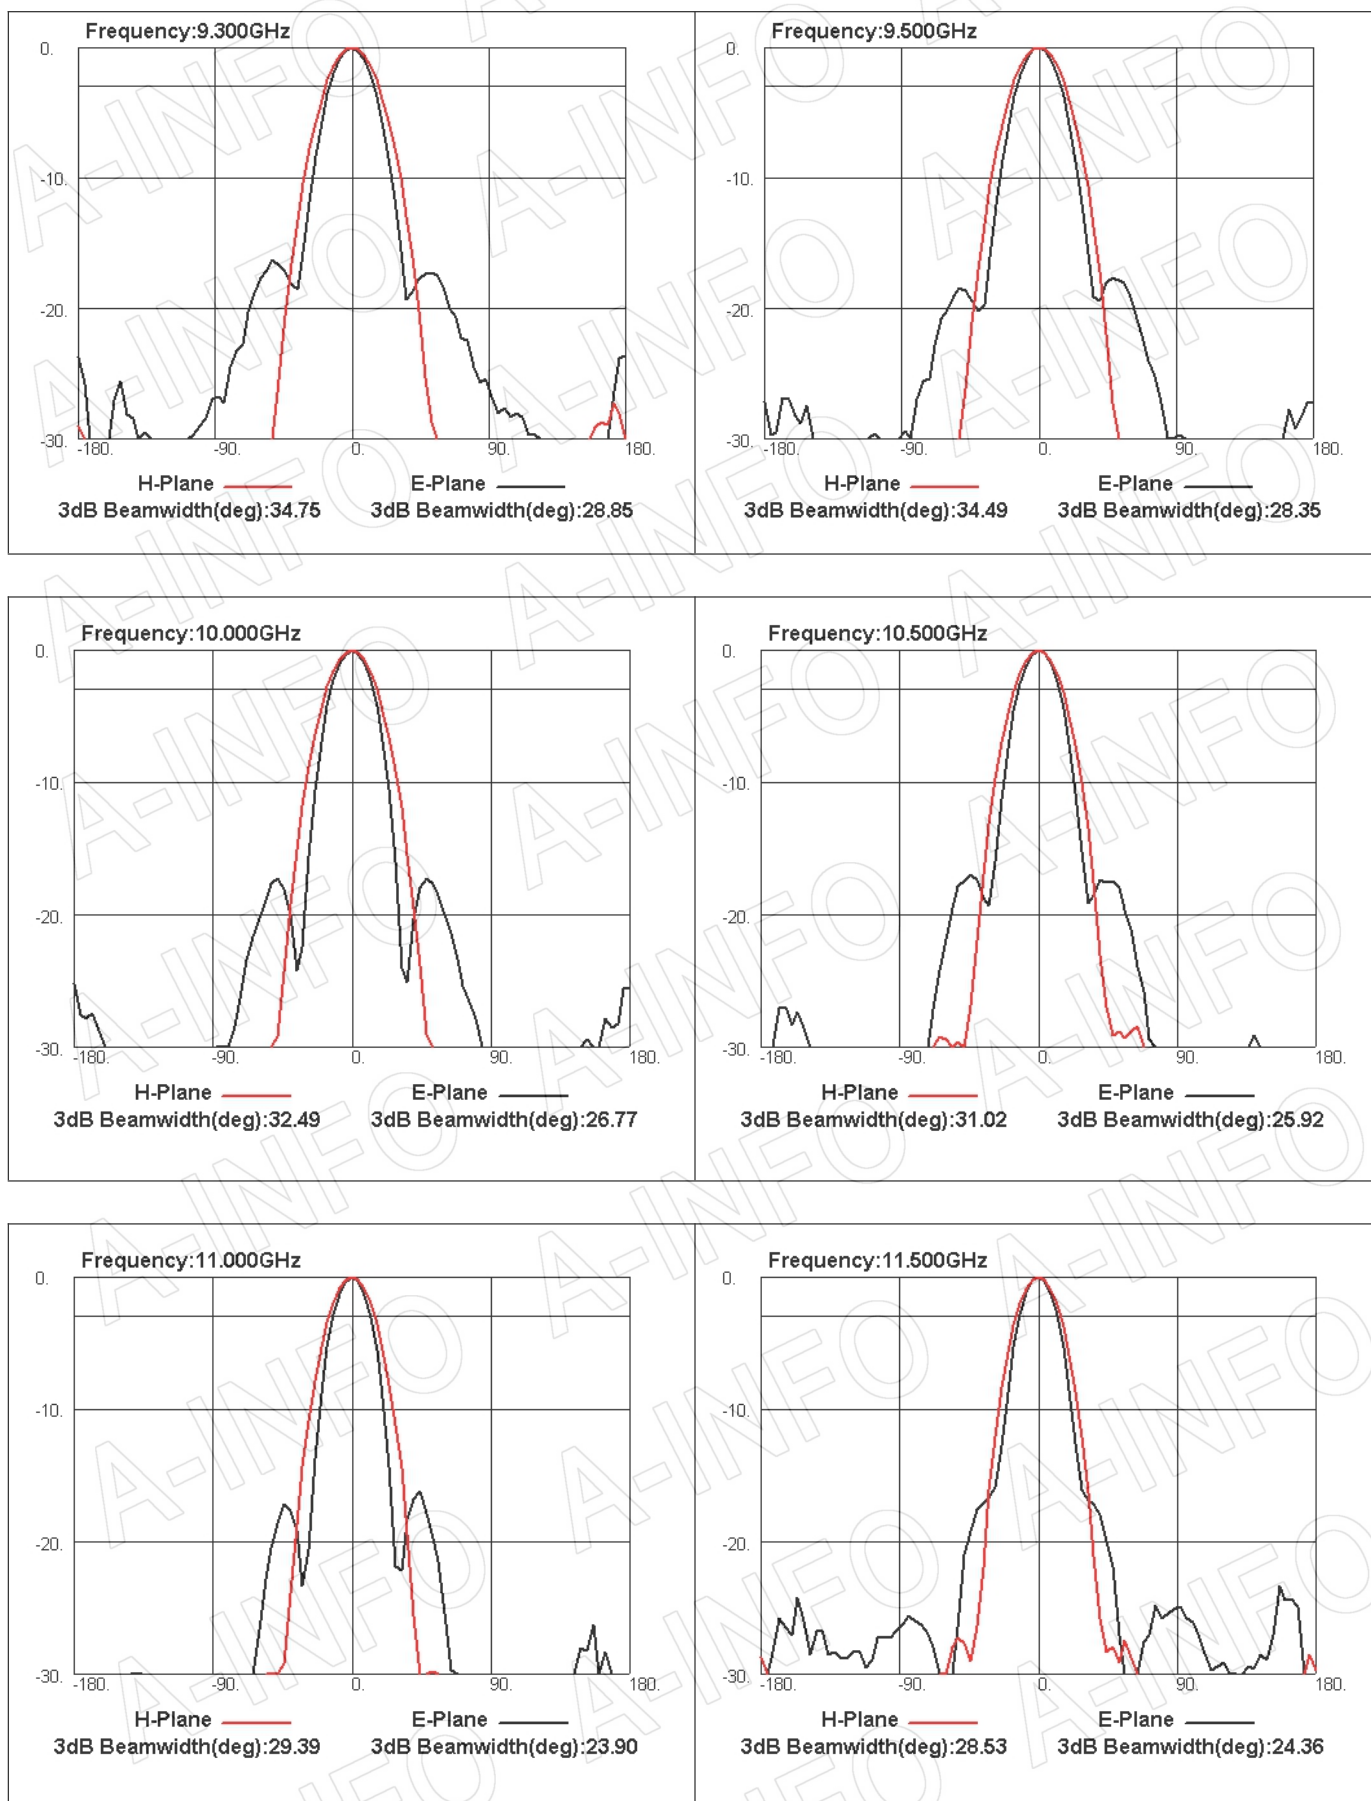 Frequency:9.300GHz
0.
-10.
-20.
-30.
-180. -90. 0. 90. 180.
H-Plane E-Plane
3dB Beamwidth(deg):34.75 3dB Beamwidth(deg):28.85
Frequency:9.500GHz
0.
-10.
-20.
-30.
-180. -90. 0. 90. 180.
H-Plane E-Plane
3dB Beamwidth(deg):34.49 3dB Beamwidth(deg):28.35
Frequency:10.000GHz
0.
-10.
-20.
-30.
-180. -90. 0. 90. 180.
H-Plane E-Plane
3dB Beamwidth(deg):32.49 3dB Beamwidth(deg):26.77
Frequency:10.500GHz
0.
-10.
-20.
-30.
-180. -90. 0. 90. 180.
H-Plane E-Plane
3dB Beamwidth(deg):31.02 3dB Beamwidth(deg):25.92
Frequency:11.000GHz
0.
-10.
-20.
-30.
-180. -90. 0. 90. 180.
H-Plane E-Plane
3dB Beamwidth(deg):29.39 3dB Beamwidth(deg):23.90
Frequency:11.500GHz
0.
-10.
-20.
-30.
-180. -90. 0. 90. 180.
H-Plane E-Plane
3dB Beamwidth(deg):28.53 3dB Beamwidth(deg):24.36
A-INFO